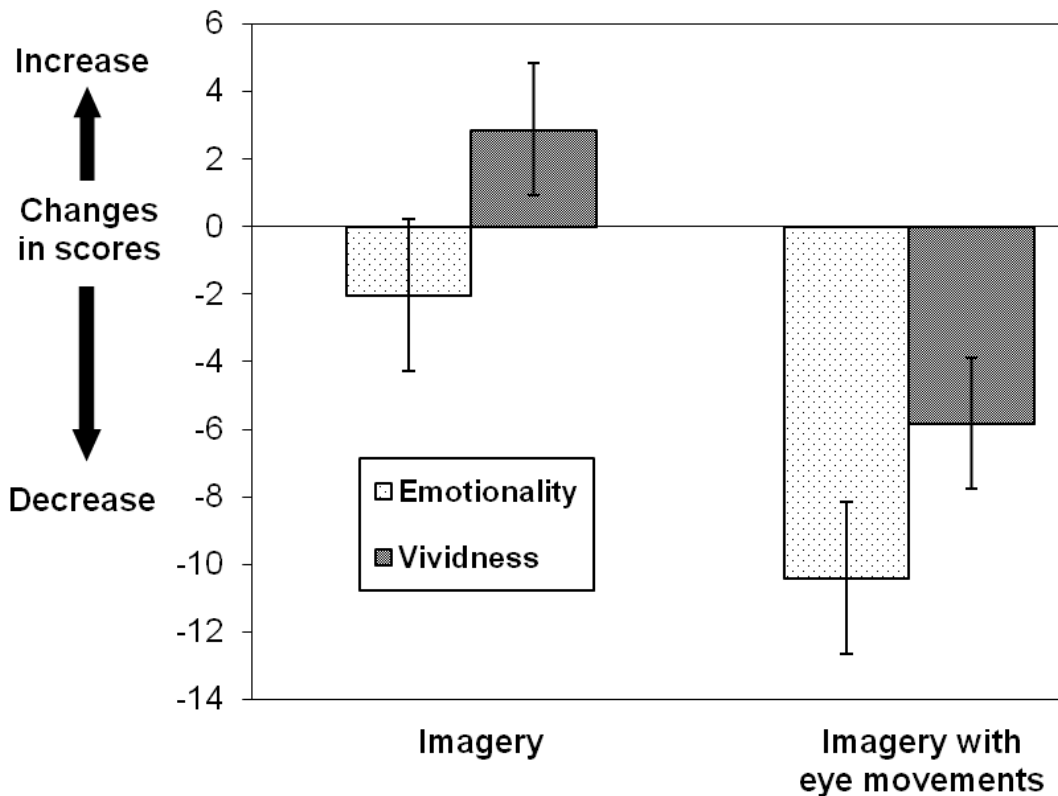 Increase
Changes
in scores
Decrease
6
4
2
0
-2
-4
-6
-8
-10
-12
-14
Emotionality
Vividness
Imagery
Imagery with
eye movements